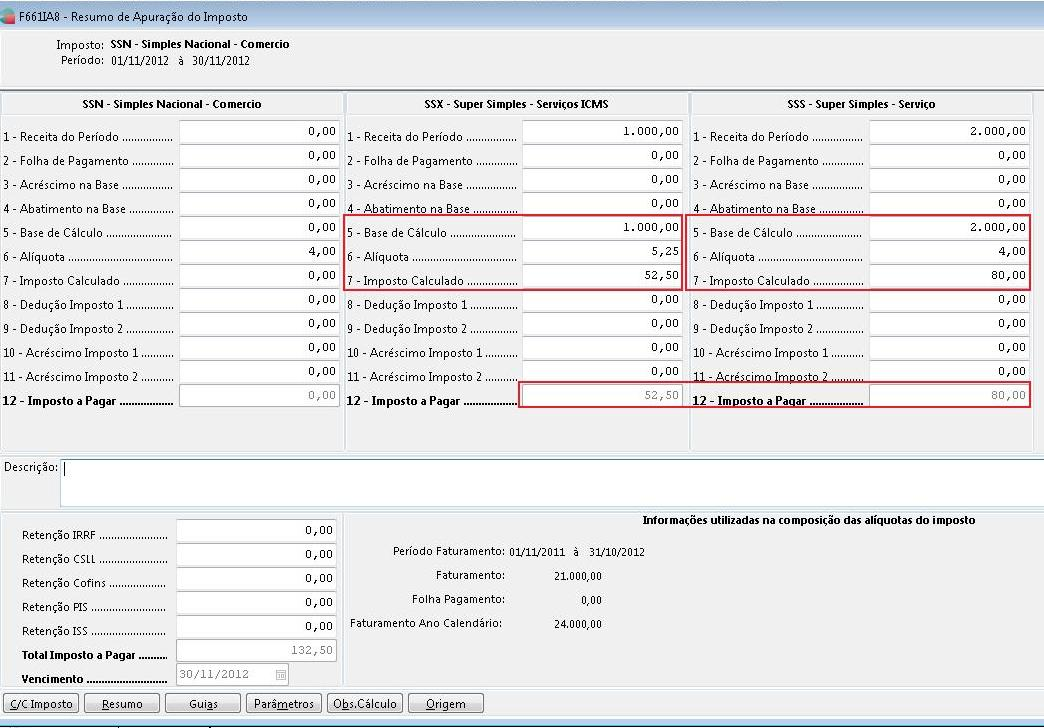 F661IA8 - Resumo de Apuração do Imposto
Imposto: SSN - Simples Nacional - Comercio
Período: 01/11/2012 à 30/11/2012
SSN - Simples Nacional - Comercio
1 - Receita do Período ................ 0,00
2 - Folha de Pagamento ............. 0,00
3 - Acréscimo na Base ................ 0,00
4 - Abatimento na Base .............. 0,00
5 - Base de Cálculo ..................... 0,00
6 - Alíquota ................................. 4,00
7 - Imposto Calculado ................. 0,00
8 - Dedução Imposto 1 ............... 0,00
9 - Dedução Imposto 2 ............... 0,00
10 - Acréscimo Imposto 1 .......... 0,00
11 - Acréscimo Imposto 2 .......... 0,00
12 - Imposto a Pagar .................. 0,00
SSX - Super Simples - Serviços ICMS
1 - Receita do Período ................ 1.000,00
2 - Folha de Pagamento ............. 0,00
3 - Acréscimo na Base ................ 0,00
4 - Abatimento na Base .............. 0,00
5 - Base de Cálculo ..................... 1.000,00
6 - Alíquota ................................. 5,25
7 - Imposto Calculado ................. 52,50
8 - Dedução Imposto 1 ............... 0,00
9 - Dedução Imposto 2 ............... 0,00
10 - Acréscimo Imposto 1 .......... 0,00
11 - Acréscimo Imposto 2 .......... 0,00
12 - Imposto a Pagar .................. 52,50
SSS - Super Simples - Serviço
1 - Receita do Período ................ 2.000,00
2 - Folha de Pagamento ............. 0,00
3 - Acréscimo na Base ................ 0,00
4 - Abatimento na Base .............. 0,00
5 - Base de Cálculo ..................... 2.000,00
6 - Alíquota ................................. 4,00
7 - Imposto Calculado ................. 80,00
8 - Dedução Imposto 1 ............... 0,00
9 - Dedução Imposto 2 ............... 0,00
10 - Acréscimo Imposto 1 .......... 0,00
11 - Acréscimo Imposto 2 .......... 0,00
12 - Imposto a Pagar .................. 80,00
Descrição:
Retenção IRRF ...................... 0,00
Retenção CSLL ...................... 0,00
Retenção Cofins .................. 0,00
Retenção PIS ........................ 0,00
Retenção ISS ........................ 0,00
Total Imposto a Pagar ......... 132,50
Vencimento .......................... 30/11/2012
Informações utilizadas na composição das alíquotas do imposto
Período Faturamento: 01/11/2011 à 31/10/2012
Faturamento: 21.000,00
Folha Pagamento: 0,00
Faturamento Ano Calendário: 24.000,00
C/C Imposto Resumo Guias Parâmetros Obs.Cálculo Origem